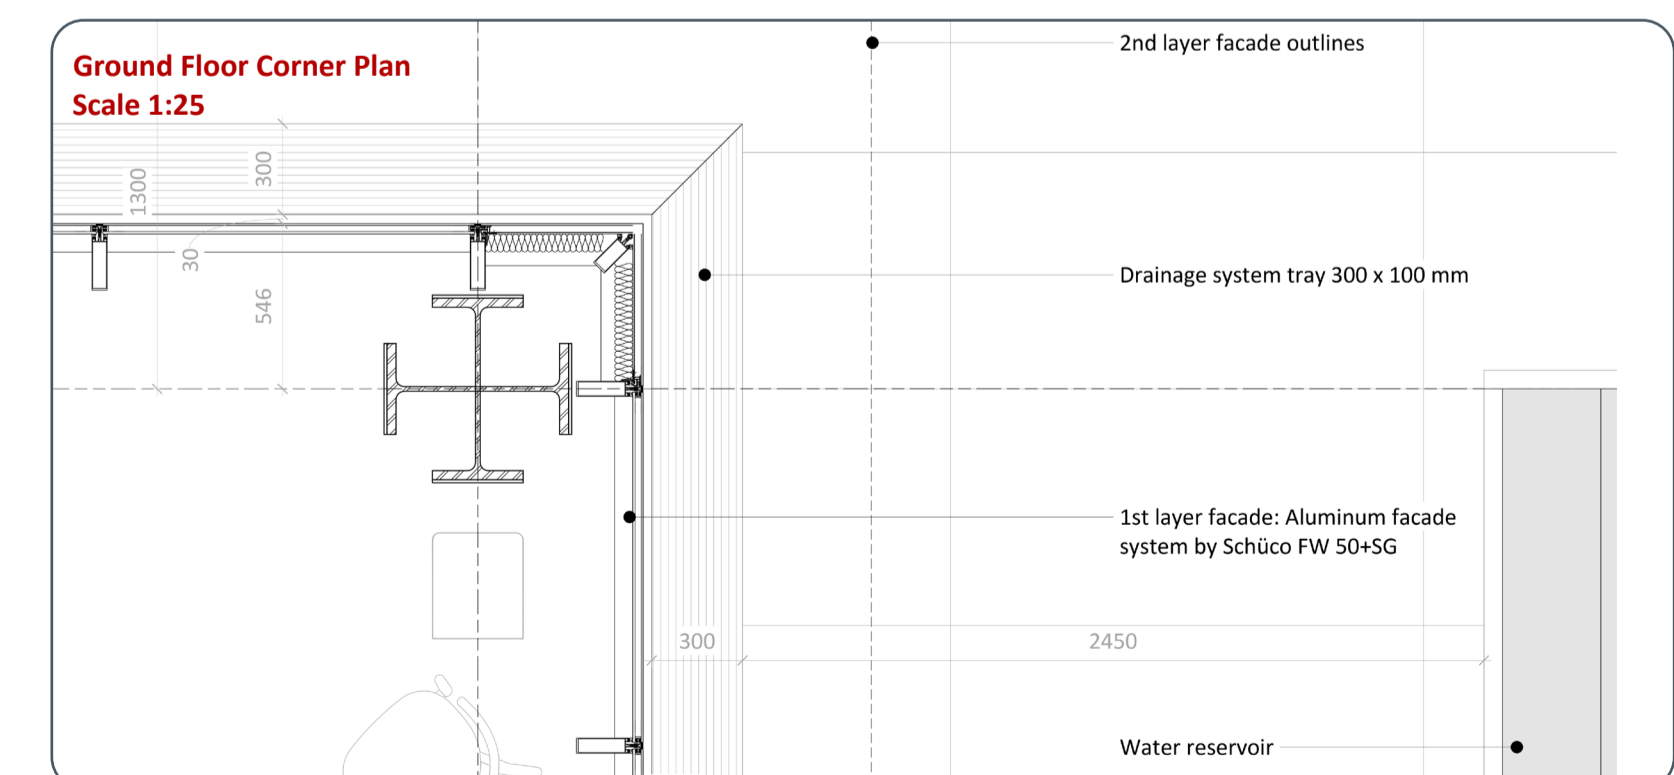 Ground Floor Corner Plan
Scale 1:25
2nd layer facade outlines
1300
300
30
546
Drainage system tray 300 x 100 mm
1st layer facade: Aluminum facade
system by Schüco FW 50+SG
300
2450
Water reservoir